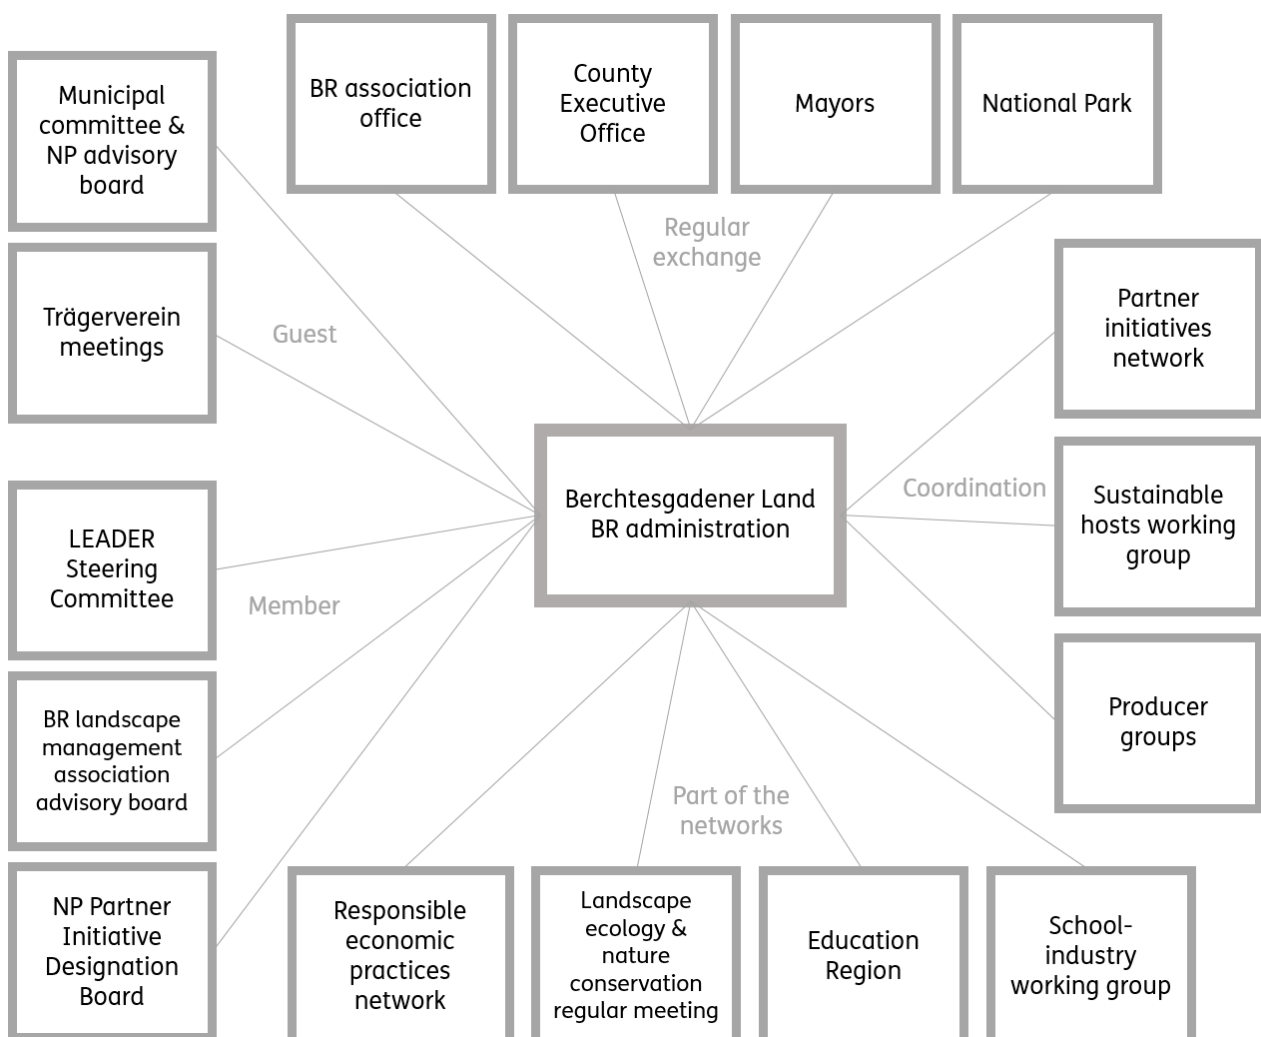 Municipal
committee &
NP advisory
board
BR association
office
County
Executive
Office
Mayors
National Park
Regular
exchange
Trägerverein
meetings
Guest
Partner
initiatives
network
Berchtesgadener Land
BR administration
Coordination
Sustainable
hosts working
group
LEADER
Steering
Committee
Member
BR landscape
management
association
advisory board
Producer
groups
Part of the
networks
NP Partner
Initiative
Designation
Board
Responsible
economic
practices
network
Landscape
ecology &
nature
conservation
regular meeting
Education
Region
School-
industry
working group